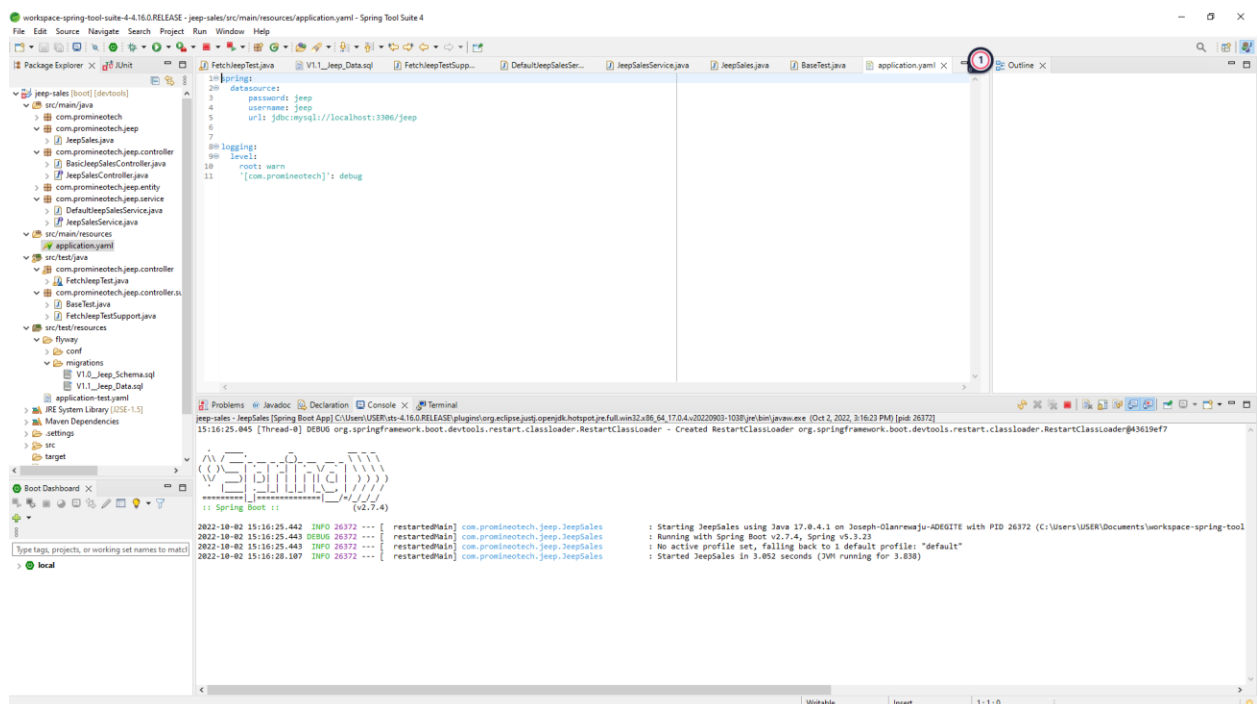 workspace-spring-tool-suite-4-4.16.0.RELEASE - jeep-sales/src/main/resources/application.yaml - Spring Tool Suite 4
File Edit Source Navigate Search Project Run Window Help
Package Explorer JUnit
jeep-sales [boot] [devtools]
src/main/java
com.promineotech
com.promineotech.jeep
JeepSales.java
com.promineotech.jeep.controller
BasicJeepSalesController.java
JeepSalesController.java
com.promineotech.jeep.entity
com.promineotech.jeep.service
DefaultJeepSalesService.java
JeepSalesService.java
src/main/resources
application.yaml
src/test/java
com.promineotech.jeep.controller
FetchJeepTest.java
com.promineotech.jeep.controller.su
BaseTest.java
FetchJeepTestSupport.java
src/test/resources
flyway
conf
migrations
V1.0__Jeep_Schema.sql
V1.1__Jeep_Data.sql
application-test.yaml
JRE System Library [J2SE-1.5]
Maven Dependencies
.settings
src
target
Boot Dashboard
Type tags, projects, or working set names to match
local
FetchJeepTest.java V1.1__Jeep_Data.sql FetchJeepTestSupp... DefaultJeepSalesSer... JeepSalesService.java JeepSales.java BaseTest.java application.yaml
1 spring:
2 datasource:
3 password: jeep
4 username: jeep
5 url: jdbc:mysql://localhost:3306/jeep
6
7
8 logging:
9 level:
10 root: warn
11 '[com.promineotech]': debug
1
Outline
Problems Javadoc Declaration Console Terminal
jeep-sales - JeepSales [Spring Boot App] C:\Users\USER\sts-4.16.0.RELEASE\plugins\org.eclipse.justj.openjdk.hotspot.jre.full.win32.x86_64_17.0.4.v20220903-1038\jre\bin\javaw.exe (Oct 2, 2022, 3:16:23 PM) [pid: 26372]
15:16:25.045 [Thread-0] DEBUG org.springframework.boot.devtools.restart.classloader.RestartClassLoader - Created RestartClassLoader org.springframework.boot.devtools.restart.classloader.RestartClassLoader@43619ef7
Spring
:: Spring Boot :: (v2.7.4)
2022-10-02 15:16:25.442 INFO 26372 --- [ restartedMain] com.promineotech.jeep.JeepSales : Starting JeepSales using Java 17.0.4.1 on Joseph-Olanrewaju-ADEGITE with PID 26372 (C:\Users\USER\Documents\workspace-spring-tool
2022-10-02 15:16:25.443 DEBUG 26372 --- [ restartedMain] com.promineotech.jeep.JeepSales : Running with Spring Boot v2.7.4, Spring v5.3.23
2022-10-02 15:16:25.443 INFO 26372 --- [ restartedMain] com.promineotech.jeep.JeepSales : No active profile set, falling back to 1 default profile: "default"
2022-10-02 15:16:28.107 INFO 26372 --- [ restartedMain] com.promineotech.jeep.JeepSales : Started JeepSales in 3.052 seconds (JVM running for 3.838)
Writable Insert 1:1:0